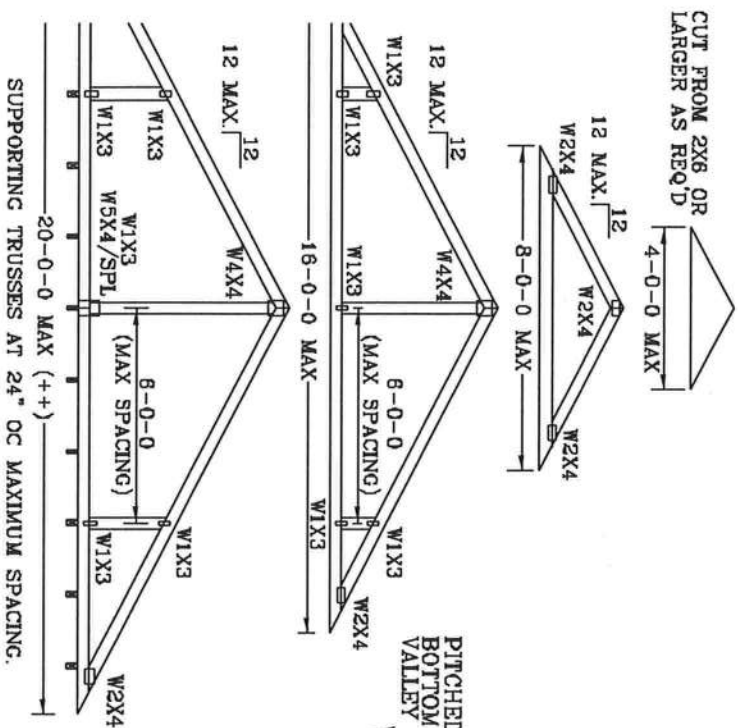 CUT FROM 2X6 OR
LARGER AS REQ'D
4-0-0 MAX
12
12 MAX.
W2X4
W2X4
W2X4
8-0-0 MAX
12
12 MAX.
W4X4
W1X3
W1X3
W1X3
W1X3
W1X3
W2X4
6-0-0
(MAX SPACING)
16-0-0 MAX
12
12 MAX.
W4X4
W1X3
W1X3
W1X3
W5X4/SPL
W1X3
W1X3
W2X4
6-0-0
(MAX SPACING)
20-0-0 MAX (++)
SUPPORTING TRUSSES AT 24" OC MAXIMUM SPACING.
PITCHED
BOTTOM
VALLEY